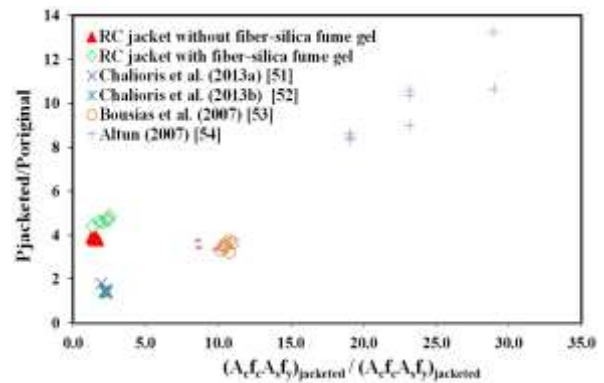 14
12
10
8
6
4
2
0
Pjacketed/Poriginal
RC jacket without fiber-silica fume gel
RC jacket with fiber-silica fume gel
Chalioris et al. (2013a) [51]
Chalioris et al. (2013b) [52]
Bousias et al. (2007) [53]
Altun (2007) [54]
0.0 5.0 10.0 15.0 20.0 25.0 30.0 35.0
(AcfcAsfy)jacketed / (AcfcAsfy)jacketed